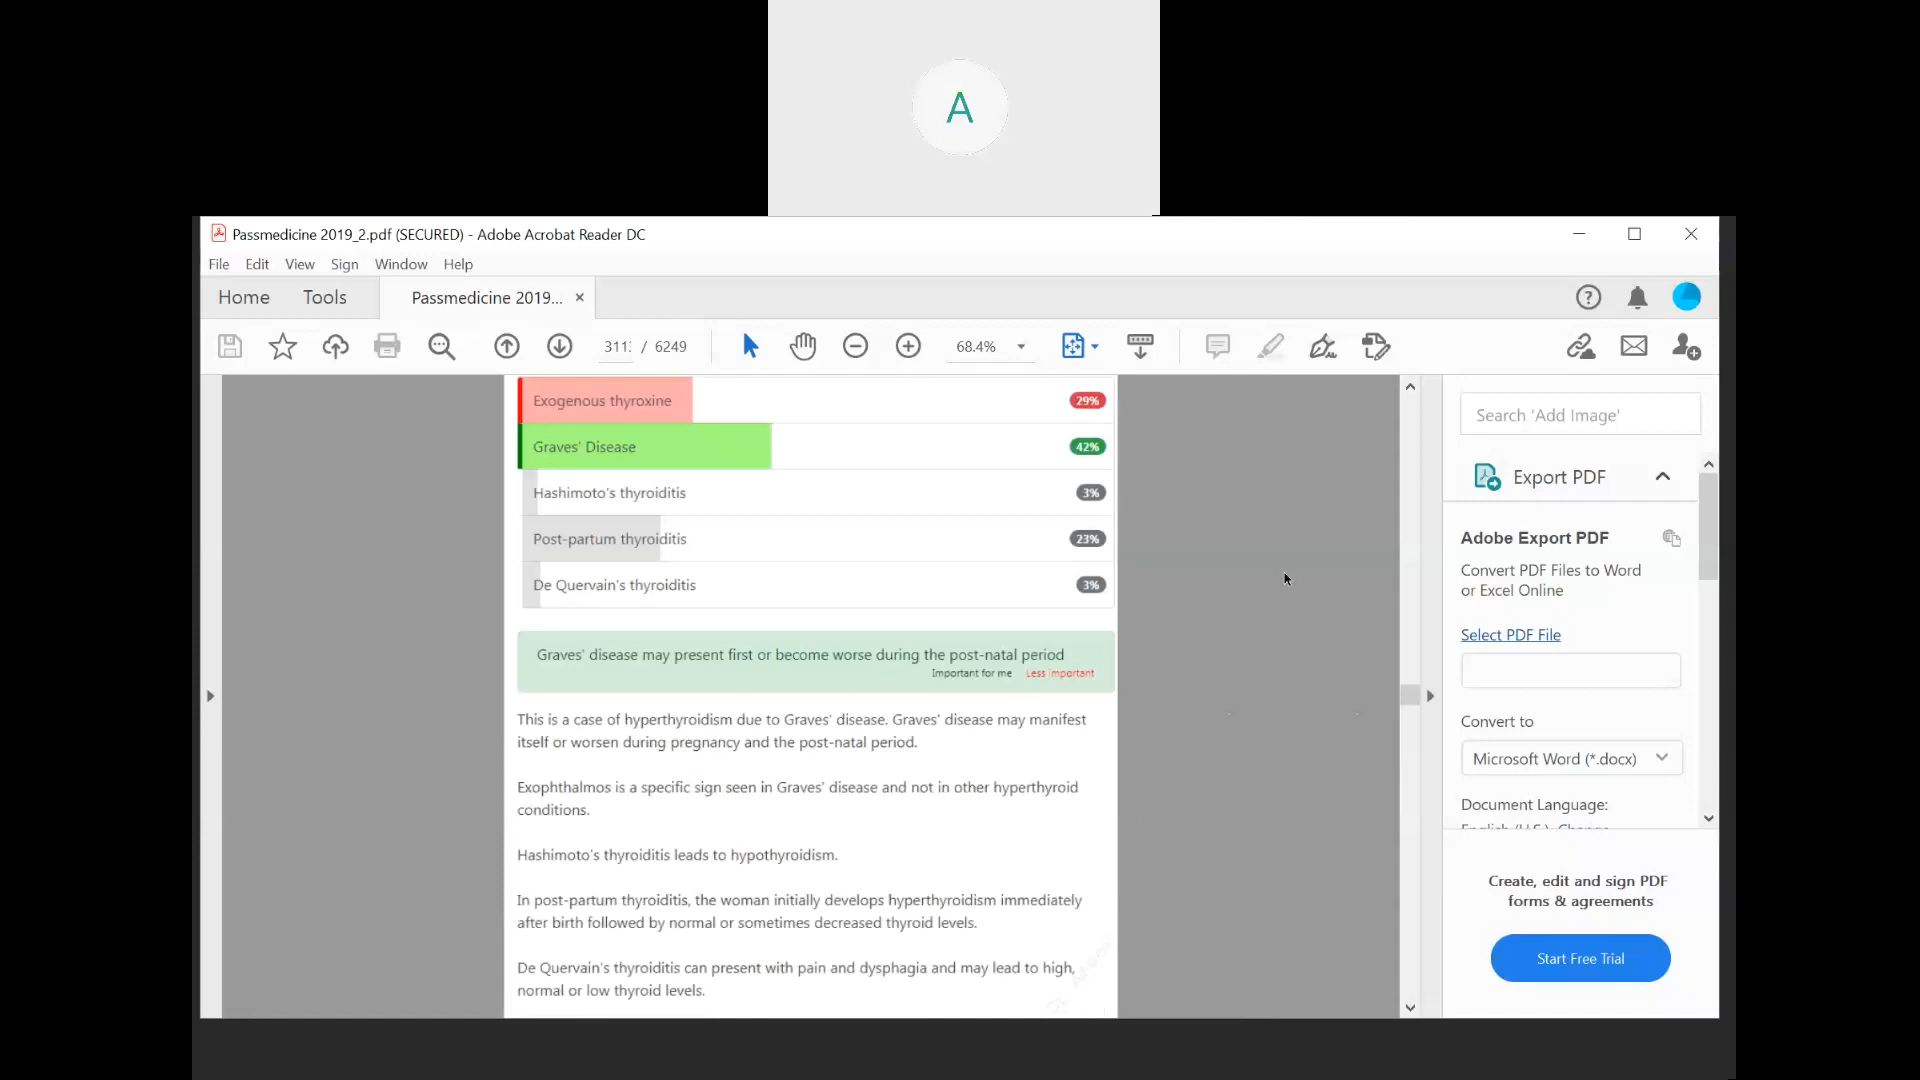 A
Passmedicine 2019_2.pdf (SECURED) - Adobe Acrobat Reader DC
File Edit View Sign Window Help
Home Tools Passmedicine 2019... ×
/ 6249 68.4%
Exogenous thyroxine 29%
Graves' Disease 42%
Hashimoto's thyroiditis 3%
Post-partum thyroiditis 23%
De Quervain's thyroiditis 3%
Graves' disease may present first or become worse during the post-natal period
Important for me Less important
This is a case of hyperthyroidism due to Graves' disease. Graves' disease may manifest
itself or worsen during pregnancy and the post-natal period.
Exophthalmos is a specific sign seen in Graves' disease and not in other hyperthyroid
conditions.
Hashimoto's thyroiditis leads to hypothyroidism.
In post-partum thyroiditis, the woman initially develops hyperthyroidism immediately
after birth followed by normal or sometimes decreased thyroid levels.
De Quervain's thyroiditis can present with pain and dysphagia and may lead to high,
normal or low thyroid levels.
Search 'Add Image'
Export PDF
Adobe Export PDF
Convert PDF Files to Word
or Excel Online
Select PDF File
Convert to
Microsoft Word (*.docx)
Document Language:
English (U.S.) Change
Create, edit and sign PDF
forms & agreements
Start Free Trial